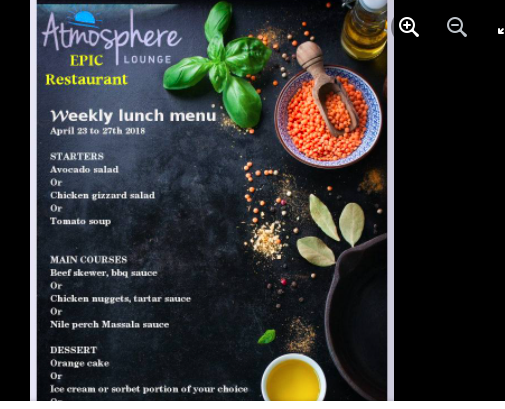 Atmosphere
LOUNGE
EPIC
Restaurant
Weekly lunch menu
April 23 to 27th 2018
STARTERS
Avocado salad
Or
Chicken gizzard salad
Or
Tomato soup
MAIN COURSES
Beef skewer, bbq sauce
Or
Chicken nuggets, tartar sauce
Or
Nile perch Massala sauce
DESSERT
Orange cake
Or
Ice cream or sorbet portion of your choice
Or